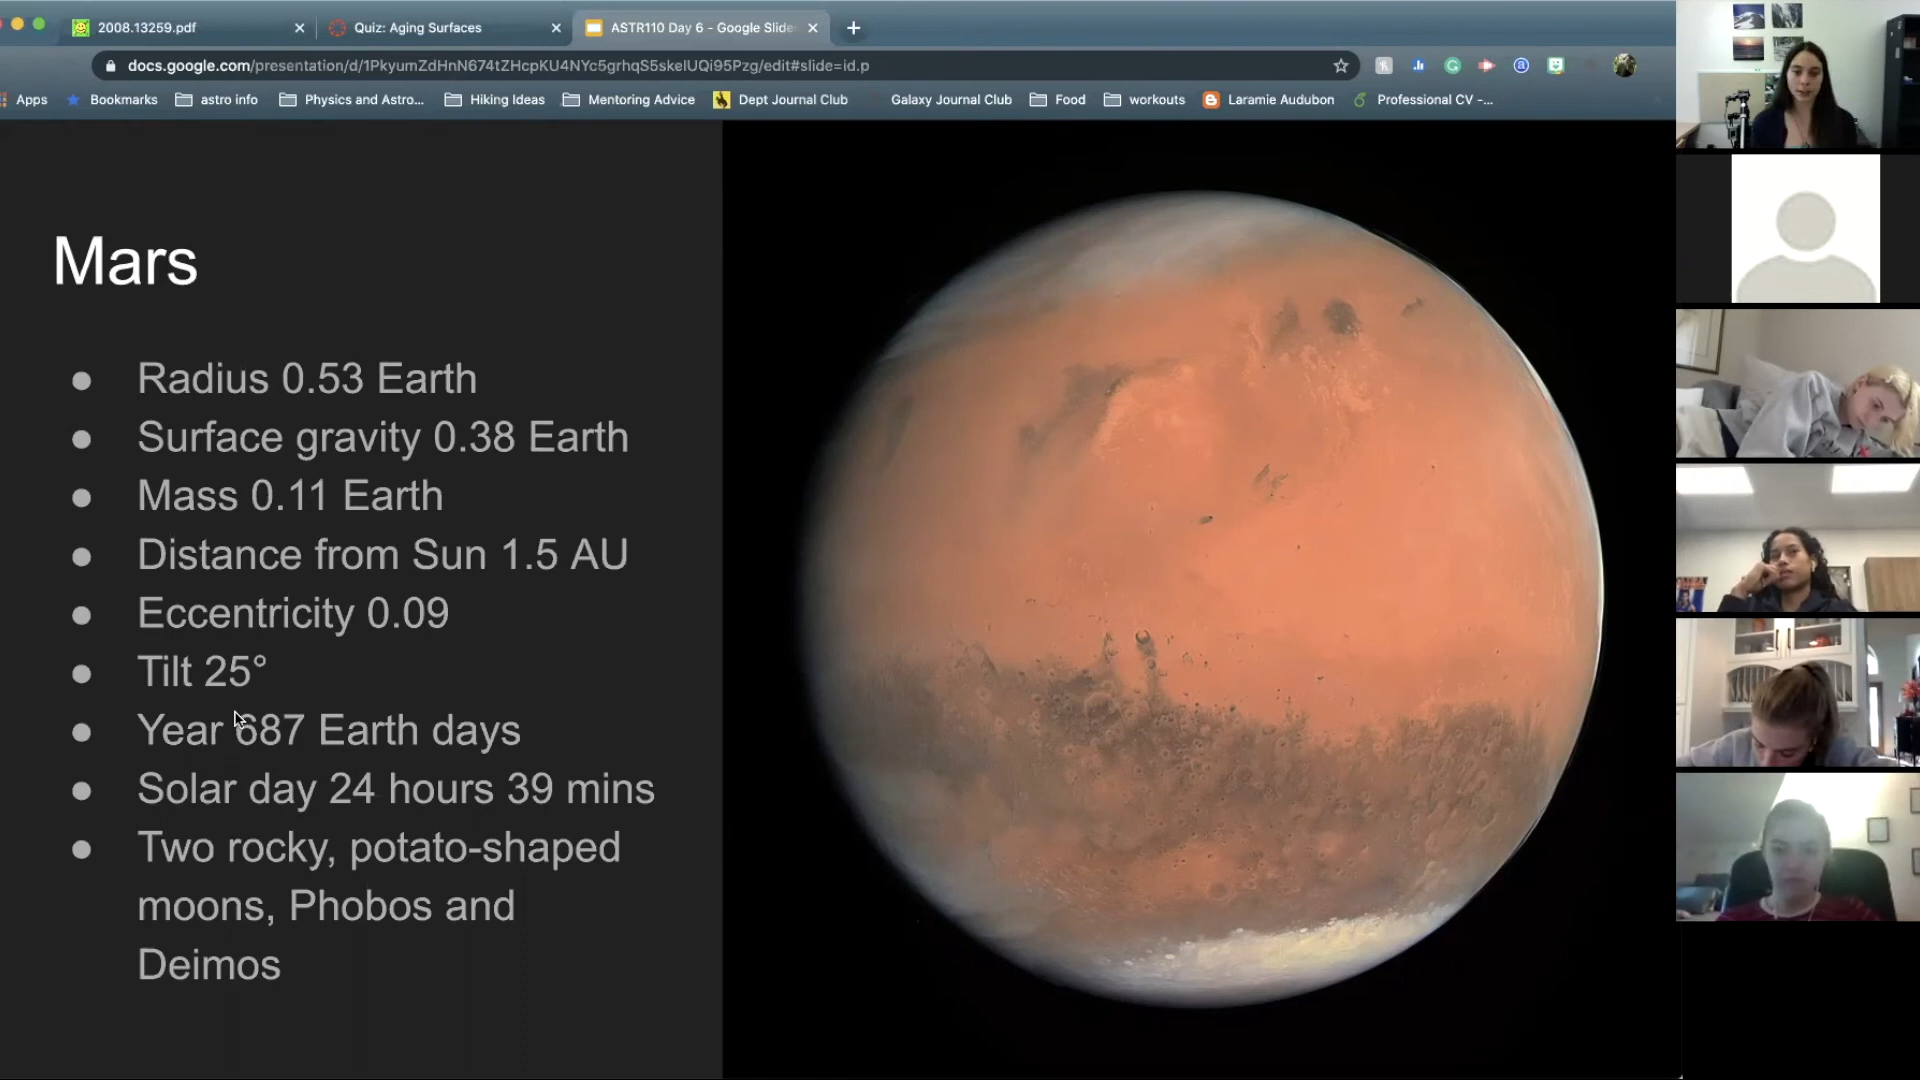 2008.13259.pdf
Quiz: Aging Surfaces
ASTR110 Day 6 - Google Slide
docs.google.com/presentation/d/1PkyumZdHnN674tZHcpKU4NYc5grhqS5skelUQi95Pzg/edit#slide=id.p
Apps Bookmarks astro info Physics and Astro... Hiking Ideas Mentoring Advice Dept Journal Club Galaxy Journal Club Food workouts Laramie Audubon Professional CV -...
Mars
● Radius 0.53 Earth
● Surface gravity 0.38 Earth
● Mass 0.11 Earth
● Distance from Sun 1.5 AU
● Eccentricity 0.09
● Tilt 25°
● Year 687 Earth days
● Solar day 24 hours 39 mins
● Two rocky, potato-shaped
moons, Phobos and
Deimos